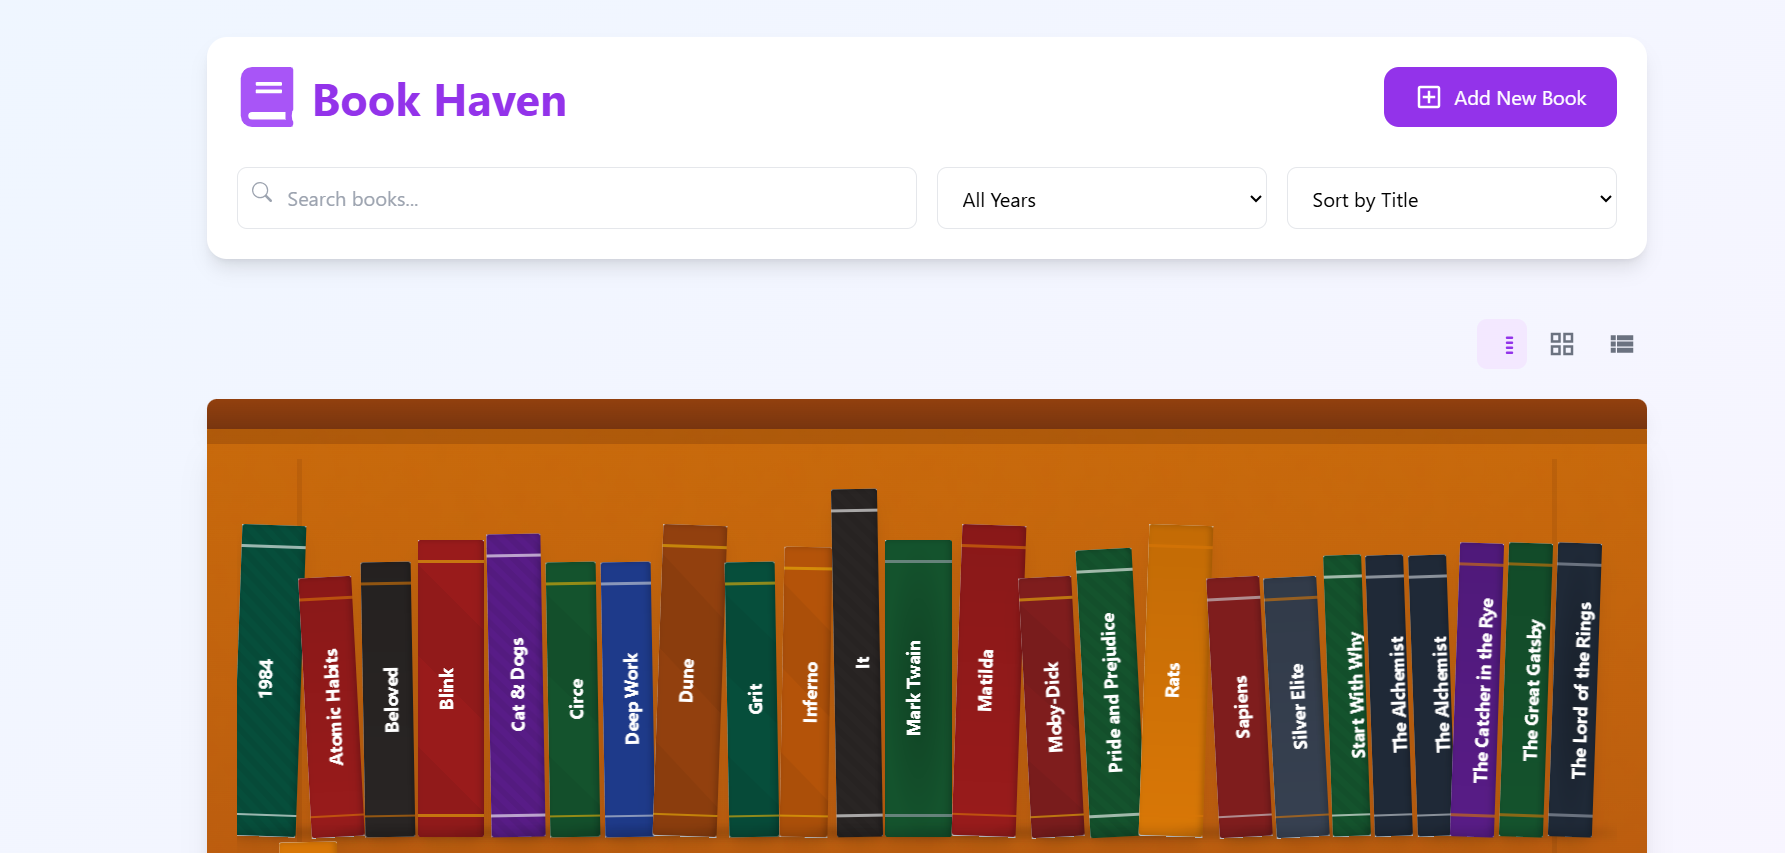 Book Haven
Add New Book
Search books...
All Years
Sort by Title
1984
Atomic Habits
Beloved
Blink
Cat & Dogs
Circe
Deep Work
Dune
Grit
Inferno
It
Mark Twain
Matilda
Moby-Dick
Pride and Prejudice
Rats
Sapiens
Silver Elite
Start With Why
The Alchemist
The Alchemist
The Catcher in the Rye
The Great Gatsby
The Lord of the Rings